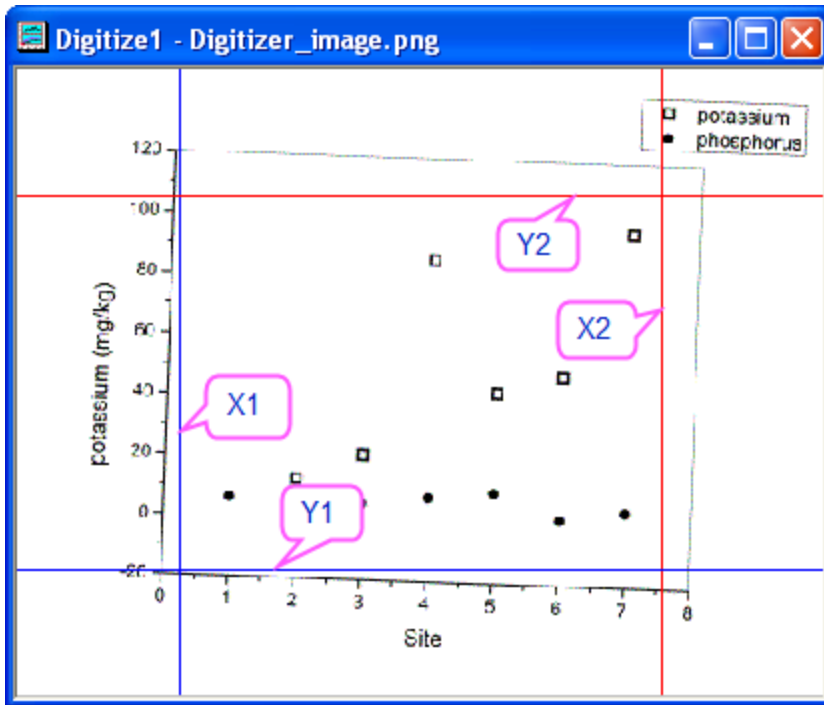 Digitize1 - Digitizer_image.png
potassium
phosphorus
120
100
80
60
40
20
0
-20
potassium (mg/kg)
Y2
X2
X1
Y1
0 1 2 3 4 5 6 7 8
Site